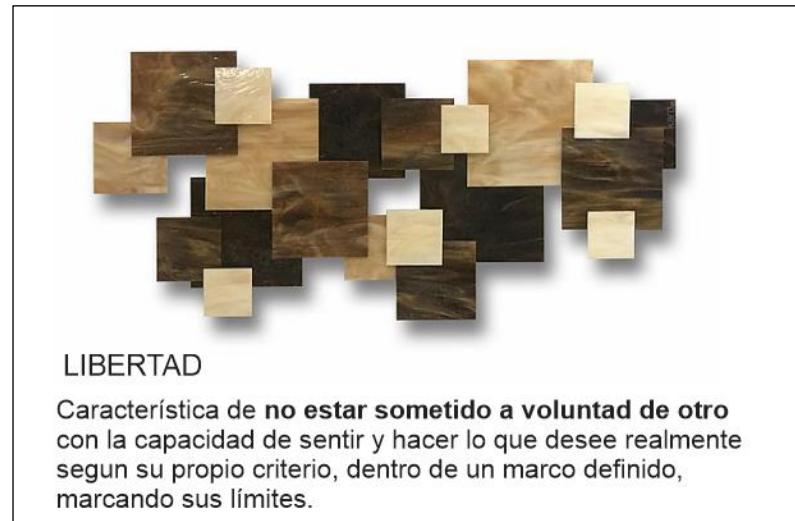 LIBERTAD
Característica de no estar sometido a voluntad de otro
con la capacidad de sentir y hacer lo que desee realmente
segun su propio criterio, dentro de un marco definido,
marcando sus límites.